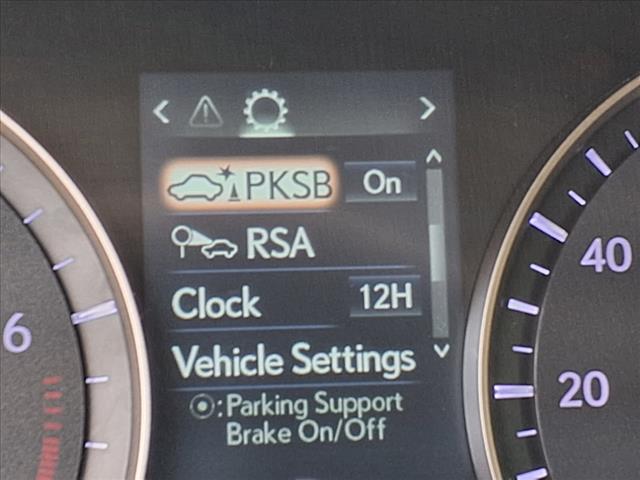 PKSB On
RSA
Clock 12H
Vehicle Settings
:Parking Support
Brake On/Off
6
40
20